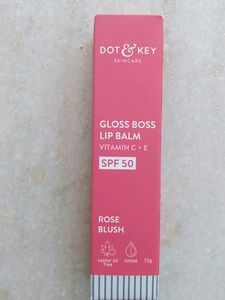 DOT & KEY
SKINCARE
GLOSS BOSS
LIP BALM
VITAMIN C + E
SPF 50
ROSE
BLUSH
castor oil
free
tinted
12g